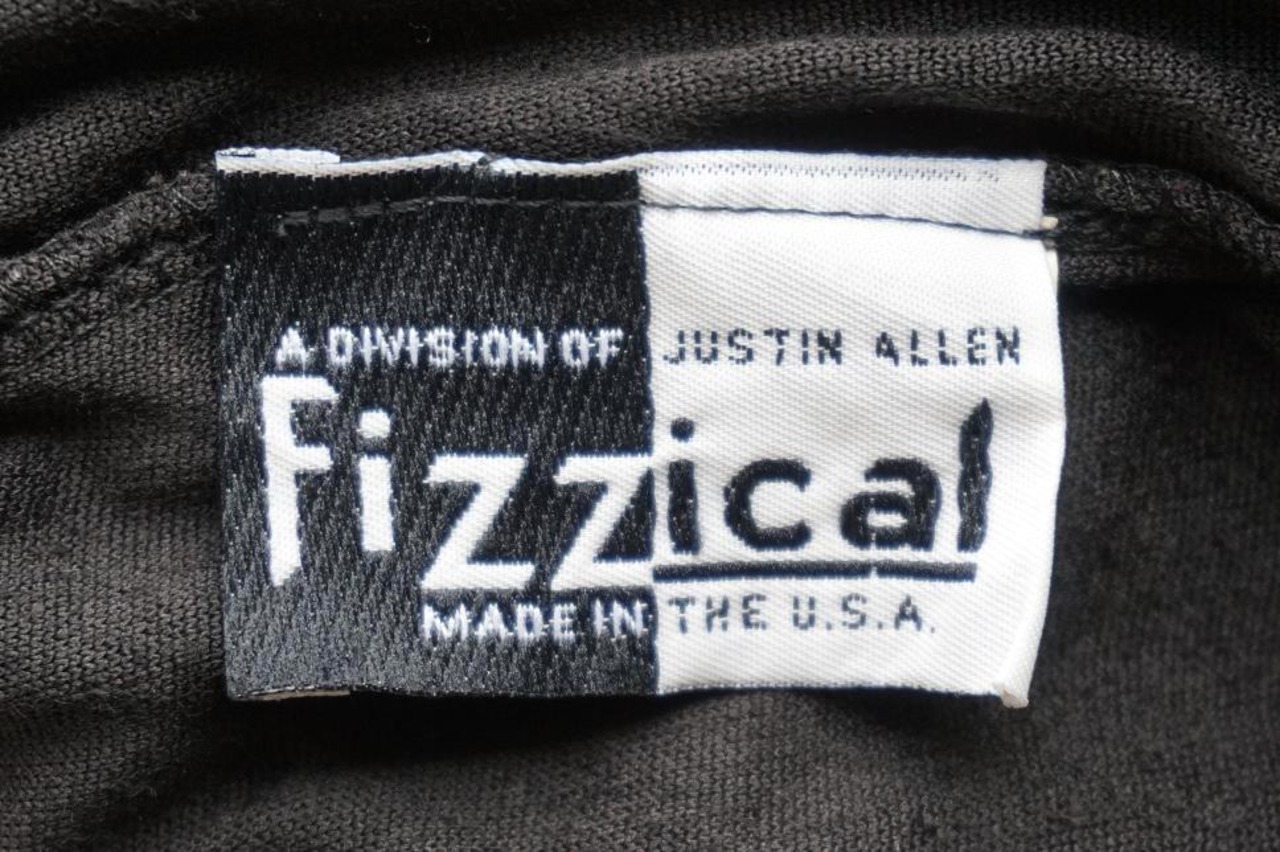 A DIVISION OF JUSTIN ALLEN
Fizzical
MADE IN THE U.S.A.